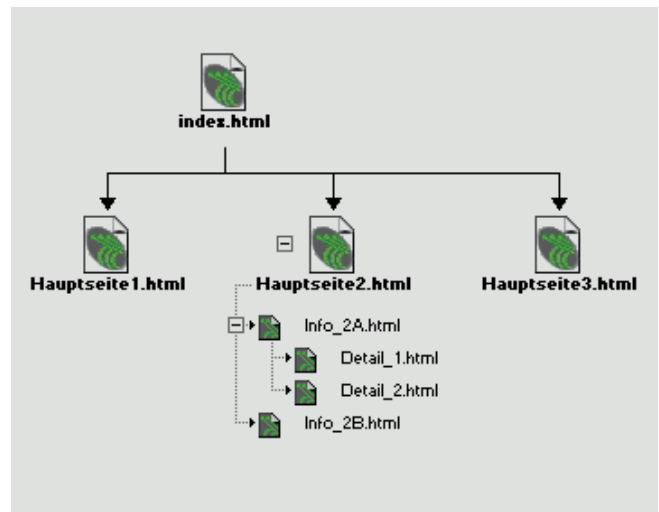 index.html
Hauptseite1.html
Hauptseite2.html
Hauptseite3.html
Info_2A.html
Detail_1.html
Detail_2.html
Info_2B.html